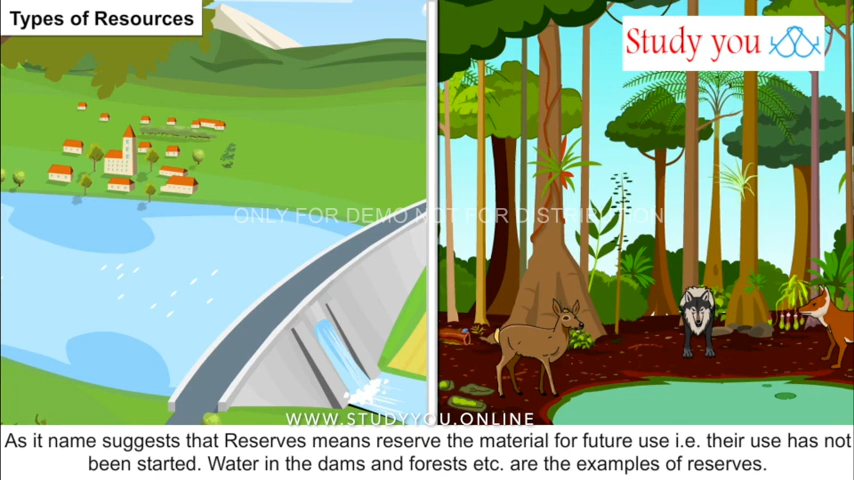 Types of Resources
Study you
ONLY FOR DEMO NOT FOR DISTRIBUTION
WWW.STUDYYOU.ONLINE
As it name suggests that Reserves means reserve the material for future use i.e. their use has not
been started. Water in the dams and forests etc. are the examples of reserves.